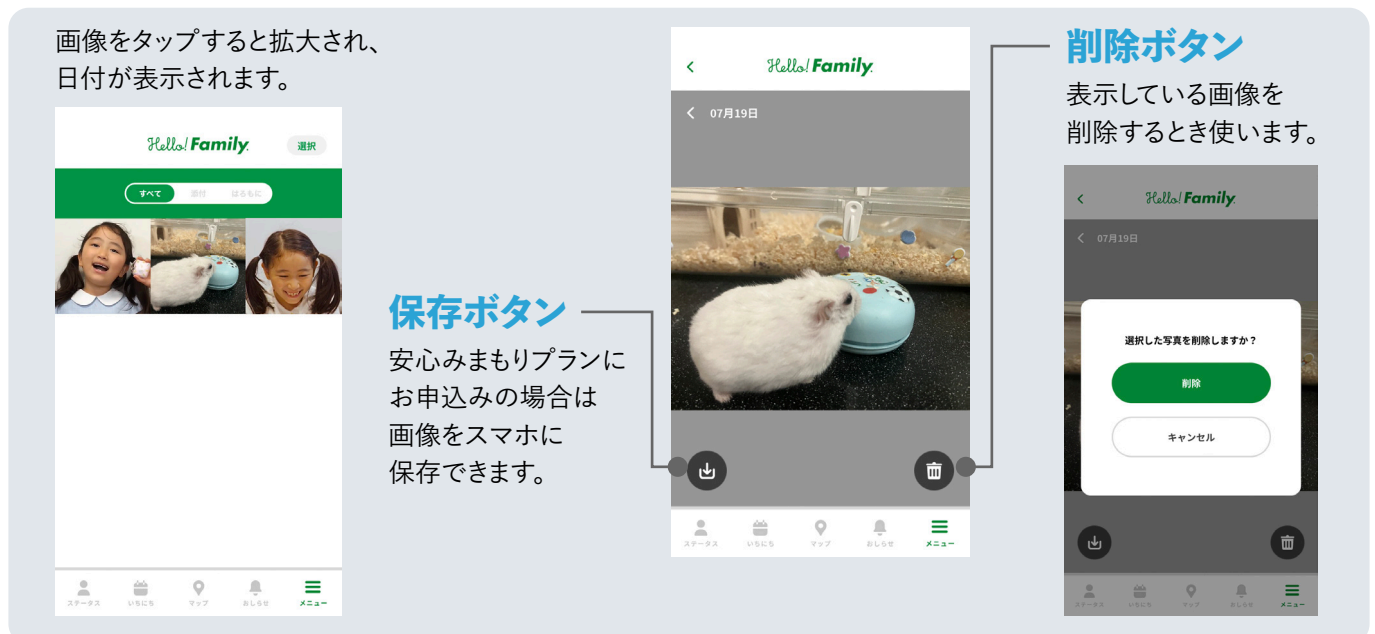 画像をタップすると拡大され、
日付が表示されます。
Hello! Family.
選択
すべて
添付
はろもに
ステータス
いちにち
マップ
おしらせ
メニュー
保存ボタン
安心みまもりプランに
お申込みの場合は
画像をスマホに
保存できます。
Hello! Family.
07月19日
ステータス
いちにち
マップ
おしらせ
メニュー
削除ボタン
表示している画像を
削除するとき使います。
Hello! Family.
07月19日
選択した写真を削除しますか？
削除
キャンセル
ステータス
いちにち
マップ
おしらせ
メニュー